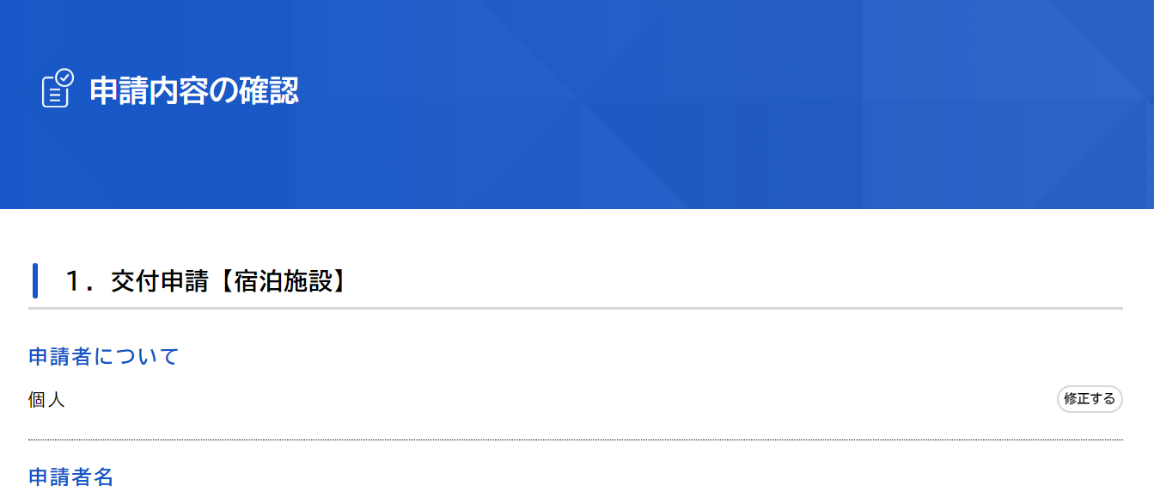 申請内容の確認
1．交付申請【宿泊施設】
申請者について
個人
修正する
申請者名